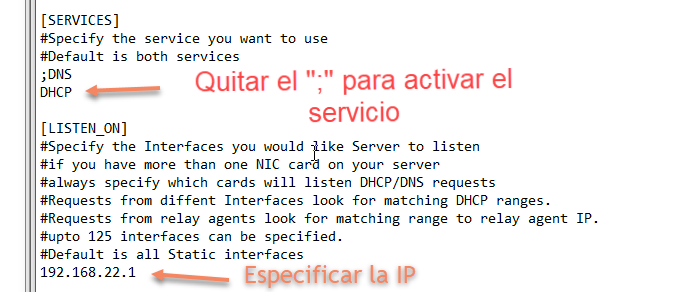 [SERVICES]
#Specify the service you want to use
#Default is both services
;DNS
DHCP
Quitar el ";" para activar el
servicio
[LISTEN_ON]
#Specify the Interfaces you would like Server to listen
#if you have more than one NIC card on your server
#always specify which cards will listen DHCP/DNS requests
#Requests from diffent Interfaces look for matching DHCP ranges.
#Requests from relay agents look for matching range to relay agent IP.
#upto 125 interfaces can be specified.
#Default is all Static interfaces
192.168.22.1
Especificar la IP